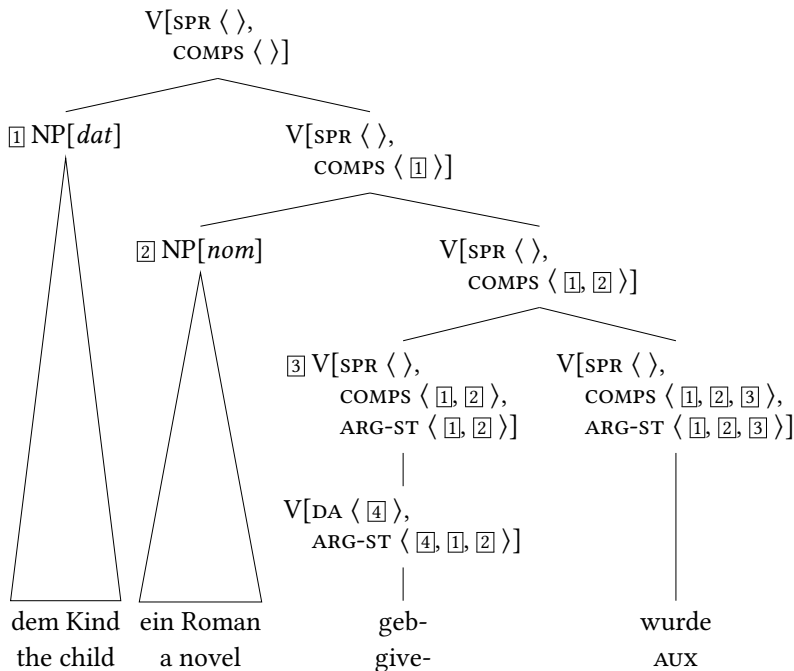 V[SPR ⟨ ⟩,
COMPS ⟨ ⟩]
1 NP[dat]
V[SPR ⟨ ⟩,
COMPS ⟨ 1 ⟩]
2 NP[nom]
V[SPR ⟨ ⟩,
COMPS ⟨ 1, 2 ⟩]
3 V[SPR ⟨ ⟩,
COMPS ⟨ 1, 2 ⟩,
ARG-ST ⟨ 1, 2 ⟩]
V[SPR ⟨ ⟩,
COMPS ⟨ 1, 2, 3 ⟩,
ARG-ST ⟨ 1, 2, 3 ⟩]
V[DA ⟨ 4 ⟩,
ARG-ST ⟨ 4, 1, 2 ⟩]
dem Kind ein Roman geb- wurde
the child a novel give- AUX